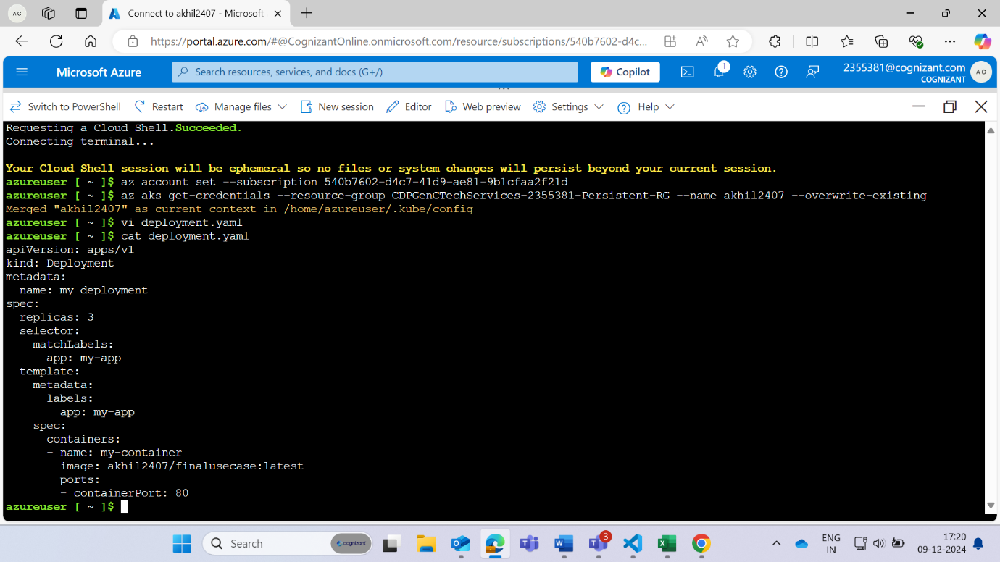 AC
Connect to akhil2407 - Microsoft
https://portal.azure.com/#@CognizantOnline.onmicrosoft.com/resource/subscriptions/540b7602-d4c...
Microsoft Azure
Search resources, services, and docs (G+/)
Copilot
1
2355381@cognizant.com
COGNIZANT
AC
Switch to PowerShell
Restart
Manage files
New session
Editor
Web preview
Settings
Help
Requesting a Cloud Shell.Succeeded.
Connecting terminal...
Your Cloud Shell session will be ephemeral so no files or system changes will persist beyond your current session.
azureuser [ ~ ]$ az account set --subscription 540b7602-d4c7-41d9-ae81-9b1cfaa2f21d
azureuser [ ~ ]$ az aks get-credentials --resource-group CDPGenCTechServices-2355381-Persistent-RG --name akhil2407 --overwrite-existing
Merged "akhil2407" as current context in /home/azureuser/.kube/config
azureuser [ ~ ]$ vi deployment.yaml
azureuser [ ~ ]$ cat deployment.yaml
apiVersion: apps/v1
kind: Deployment
metadata:
  name: my-deployment
spec:
  replicas: 3
  selector:
    matchLabels:
      app: my-app
  template:
    metadata:
      labels:
        app: my-app
    spec:
      containers:
      - name: my-container
        image: akhil2407/finalusecase:latest
        ports:
        - containerPort: 80
azureuser [ ~ ]$
Search
cognizant
3
ENG
IN
17:20
09-12-2024